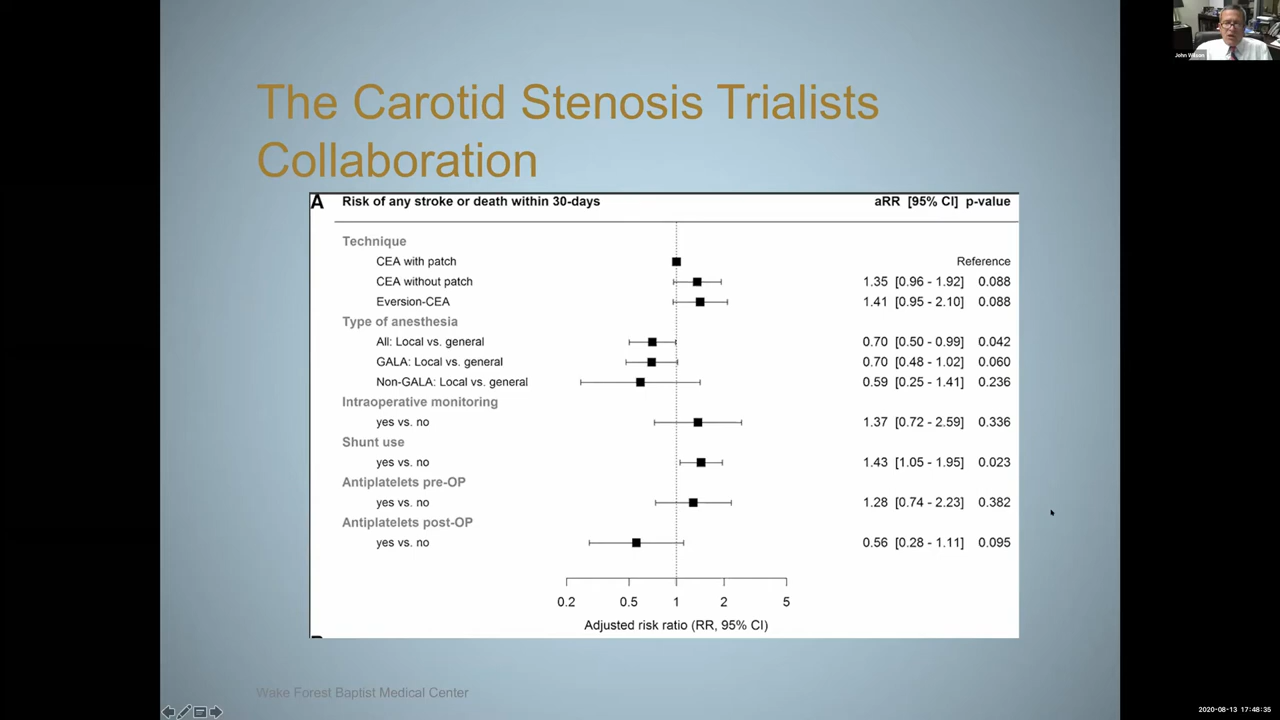 The Carotid Stenosis Trialists
Collaboration
A Risk of any stroke or death within 30-days aRR [95% CI] p-value
Technique
CEA with patch Reference
CEA without patch 1.35 [0.96 - 1.92] 0.088
Eversion-CEA 1.41 [0.95 - 2.10] 0.088
Type of anesthesia
All: Local vs. general 0.70 [0.50 - 0.99] 0.042
GALA: Local vs. general 0.70 [0.48 - 1.02] 0.060
Non-GALA: Local vs. general 0.59 [0.25 - 1.41] 0.236
Intraoperative monitoring
yes vs. no 1.37 [0.72 - 2.59] 0.336
Shunt use
yes vs. no 1.43 [1.05 - 1.95] 0.023
Antiplatelets pre-OP
yes vs. no 1.28 [0.74 - 2.23] 0.382
Antiplatelets post-OP
yes vs. no 0.56 [0.28 - 1.11] 0.095
0.2 0.5 1 2 5
Adjusted risk ratio (RR, 95% CI)
Wake Forest Baptist Medical Center
John Wilson
2020-08-13 17:48:35